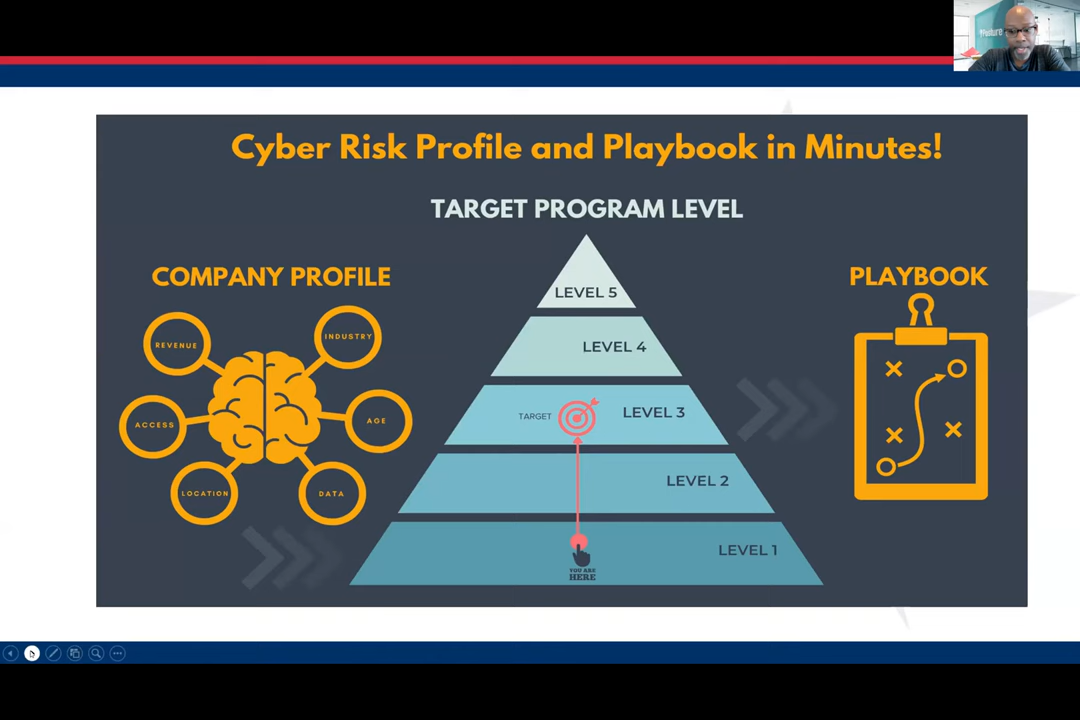 Cyber Risk Profile and Playbook in Minutes!
TARGET PROGRAM LEVEL
COMPANY PROFILE
REVENUE
INDUSTRY
ACCESS
AGE
LOCATION
DATA
LEVEL 5
LEVEL 4
TARGET
LEVEL 3
LEVEL 2
LEVEL 1
YOU ARE
HERE
PLAYBOOK